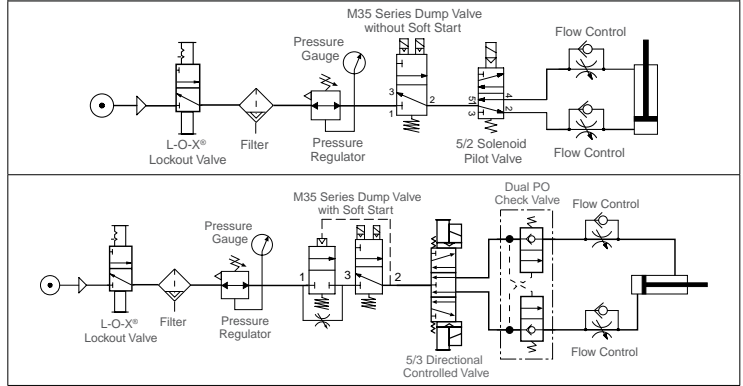 M35 Series Dump Valve
without Soft Start
Pressure
Gauge
Flow Control
3
2
1
4
51
2
3
L-O-X®
Lockout Valve
Filter
Pressure
Regulator
5/2 Solenoid
Pilot Valve
Flow Control
Dual PO
Check Valve
M35 Series Dump Valve
with Soft Start
Flow Control
Pressure
Gauge
1
3
2
L-O-X®
Lockout Valve
Filter
Pressure
Regulator
5/3 Directional
Controlled Valve
Flow Control